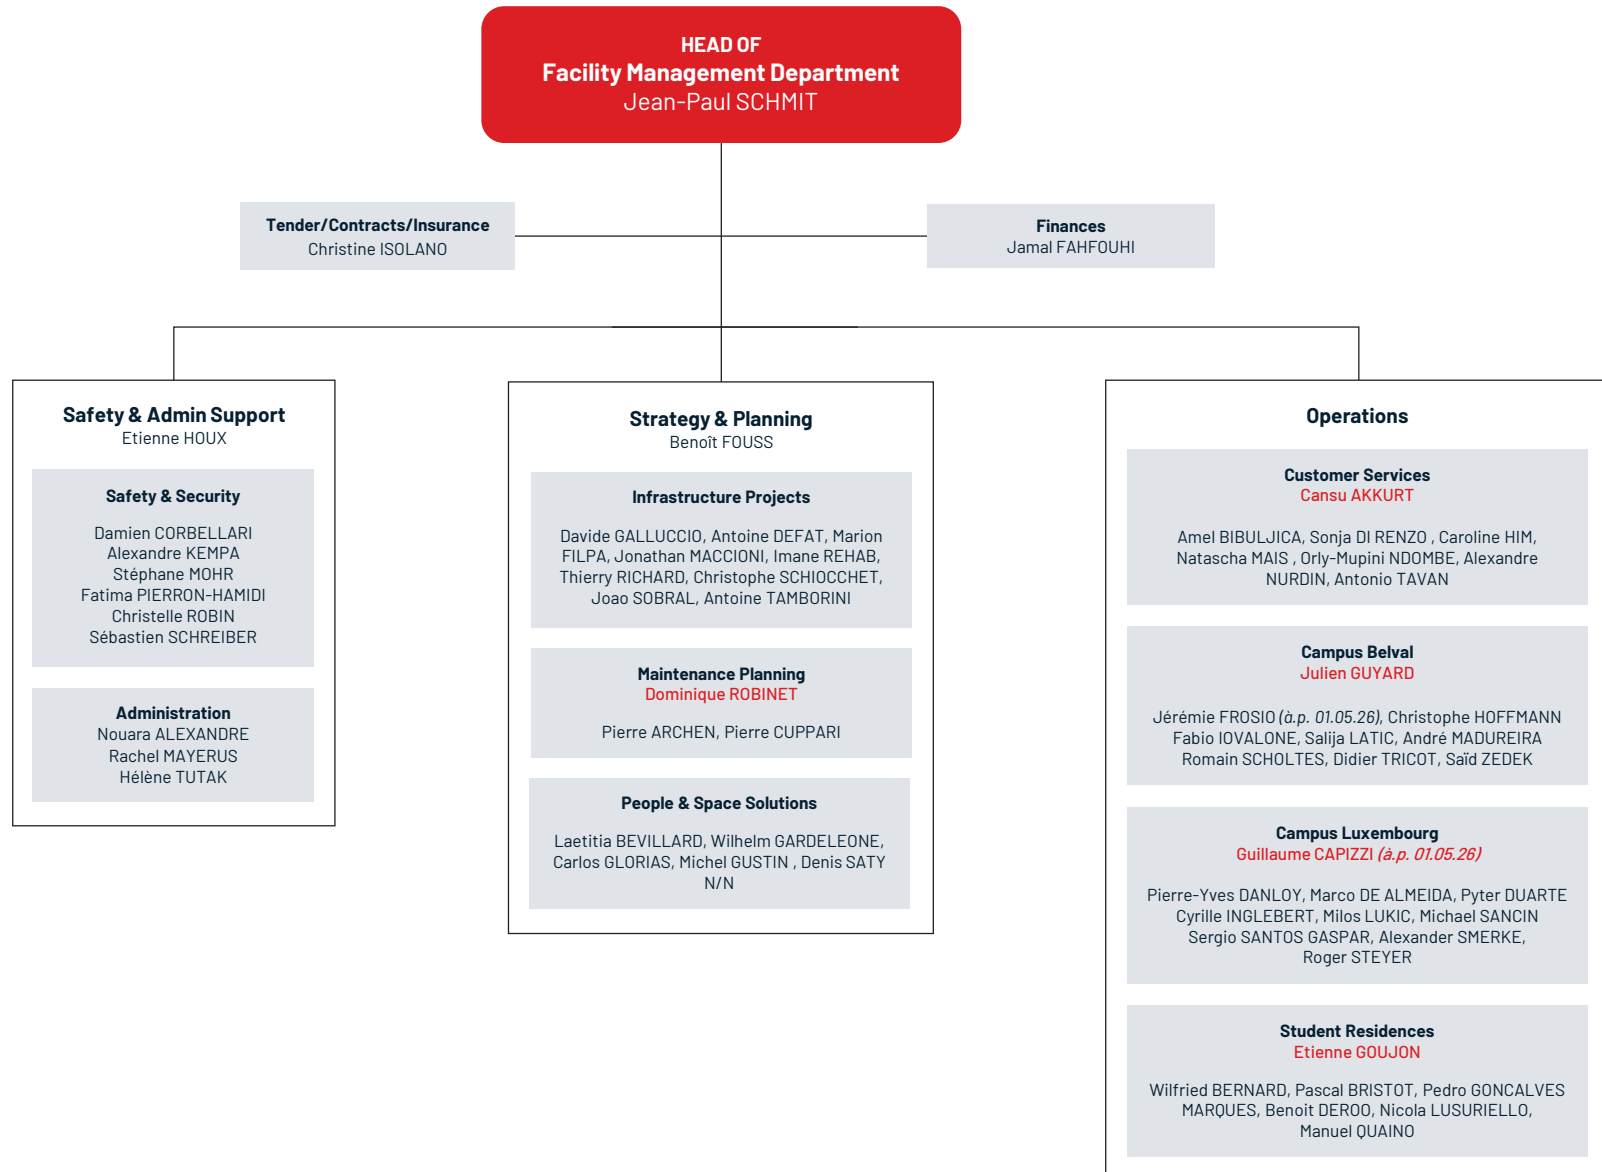 HEAD OF
Facility Management Department
Jean-Paul SCHMIT
Tender/Contracts/Insurance
Christine ISOLANO
Finances
Jamal FAHFOUHI
Safety & Admin Support
Etienne HOUX
Safety & Security
Damien CORBELLARI
Alexandre KEMPA
Stéphane MOHR
Fatima PIERRON-HAMIDI
Christelle ROBIN
Sébastien SCHREIBER
Administration
Nouara ALEXANDRE
Rachel MAYERUS
Hélène TUTAK
Strategy & Planning
Benoît FOUSS
Infrastructure Projects
Davide GALLUCCIO, Antoine DEFAT, Marion
FILPA, Jonathan MACCIONI, Imane REHAB,
Thierry RICHARD, Christophe SCHIOCCHET,
Joao SOBRAL, Antoine TAMBORINI
Maintenance Planning
Dominique ROBINET
Pierre ARCHEN, Pierre CUPPARI
People & Space Solutions
Laetitia BEVILLARD, Wilhelm GARDELEONE,
Carlos GLORIAS, Michel GUSTIN , Denis SATY
N/N
Operations
Customer Services
Cansu AKKURT
Amel BIBULJICA, Sonja DI RENZO , Caroline HIM,
Natascha MAIS , Orly-Mupini NDOMBE, Alexandre
NURDIN, Antonio TAVAN
Campus Belval
Julien GUYARD
Jérémie FROSIO (à.p. 01.05.26), Christophe HOFFMANN
Fabio IOVALONE, Salija LATIC, André MADUREIRA
Romain SCHOLTES, Didier TRICOT, Saïd ZEDEK
Campus Luxembourg
Guillaume CAPIZZI (à.p. 01.05.26)
Pierre-Yves DANLOY, Marco DE ALMEIDA, Pyter DUARTE
Cyrille INGLEBERT, Milos LUKIC, Michael SANCIN
Sergio SANTOS GASPAR, Alexander SMERKE,
Roger STEYER
Student Residences
Etienne GOUJON
Wilfried BERNARD, Pascal BRISTOT, Pedro GONCALVES
MARQUES, Benoit DEROO, Nicola LUSURIELLO,
Manuel QUAINO